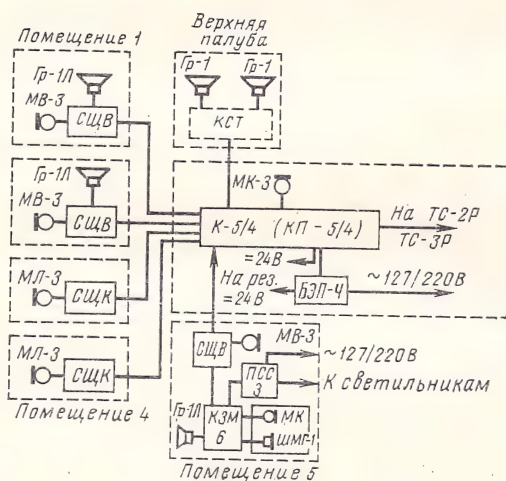 Помещение 1
Верхняя
палуба
Гр-1Л
МВ-3
СЩВ
Гр-1
Гр-1
КСТ
Гр-1Л
МВ-3
СЩВ
МК-3
К-5/4 (КП-5/4)
На ТС-2Р
ТС-3Р
=24В
На рез.
=24В
БЭП-4
~127/220В
МЛ-3
СЩК
МЛ-3
СЩК
Помещение 4
СЩВ
МВ-3
ПСС
3
~127/220В
К светильникам
Гр-1Л
КЗМ
6
МК
ШМГ-1
Помещение 5